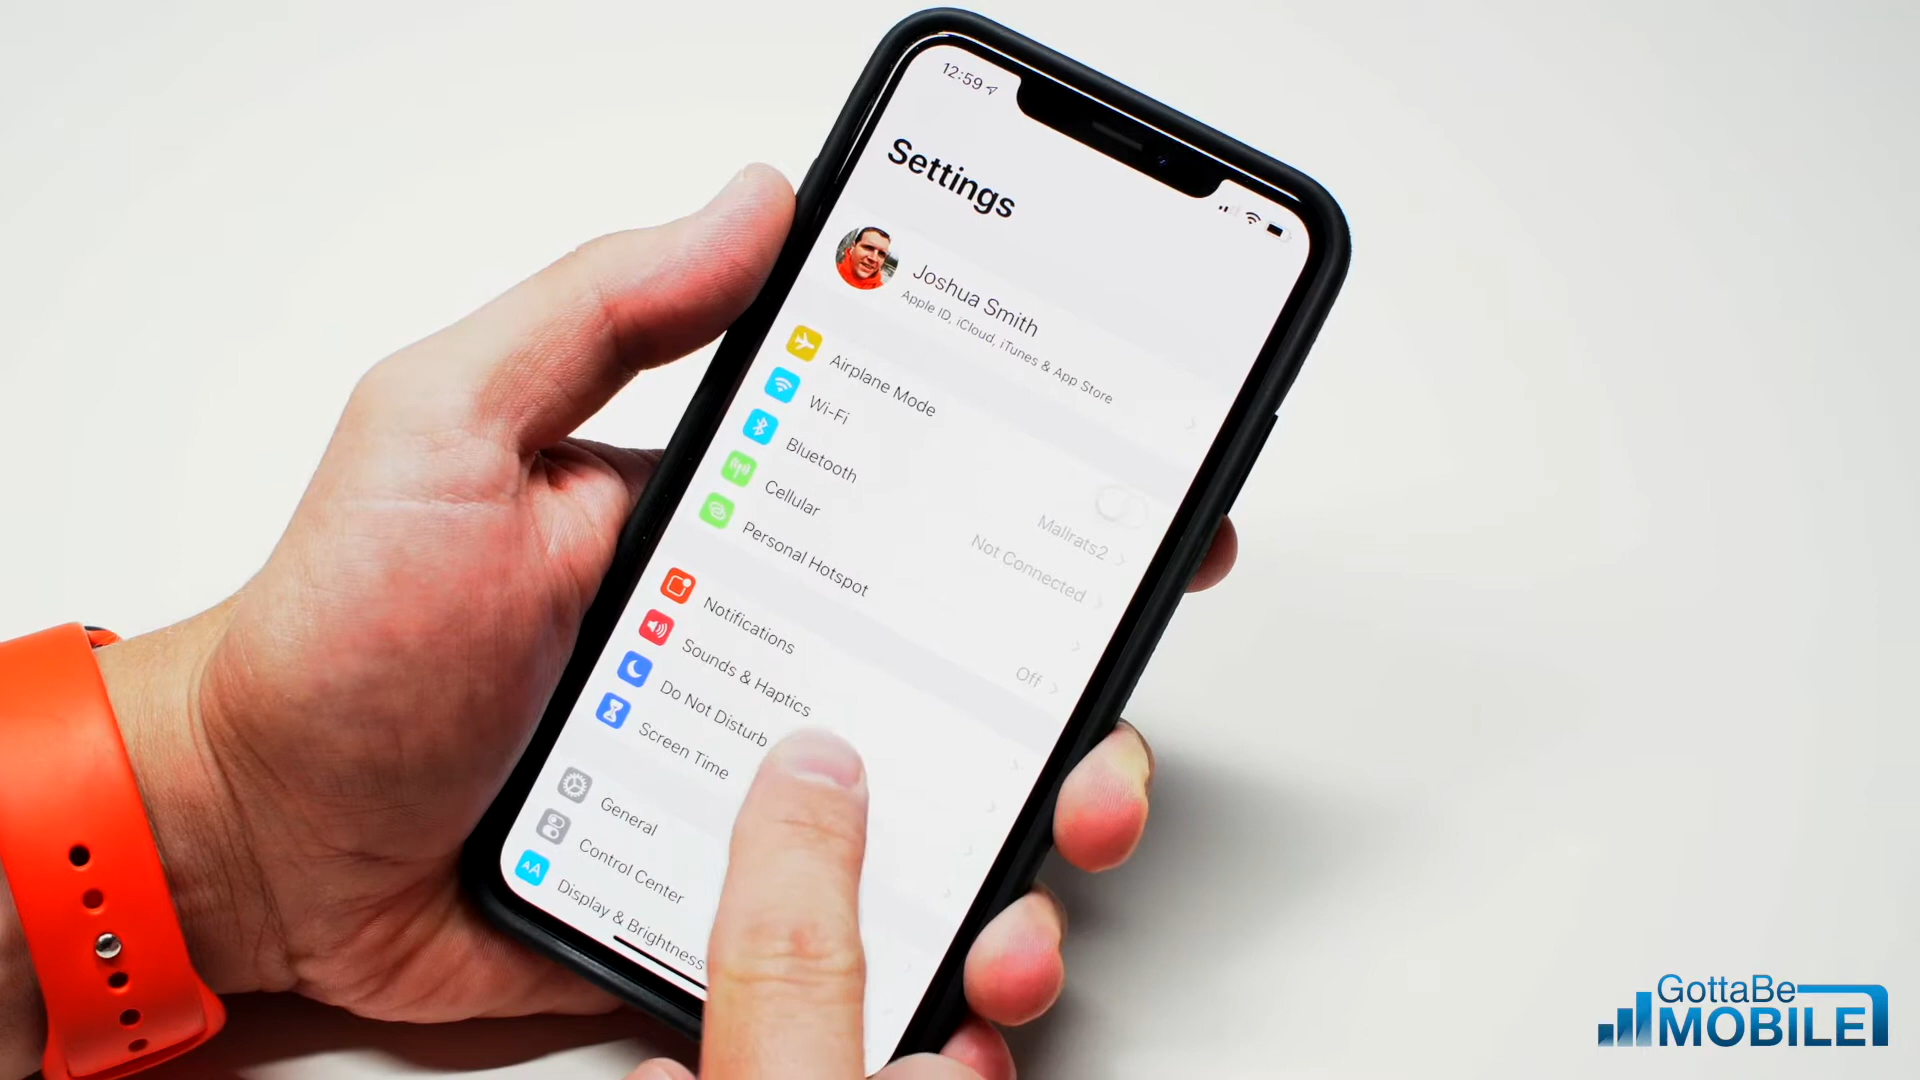 12:59
Settings
Joshua Smith
Apple ID, iCloud, iTunes & App Store
Airplane Mode
Wi-Fi
Mallrats2
Bluetooth
Not Connected
Cellular
Personal Hotspot
Off
Notifications
Sounds & Haptics
Do Not Disturb
Screen Time
General
Control Center
AA
Display & Brightness
GottaBe
MOBILE